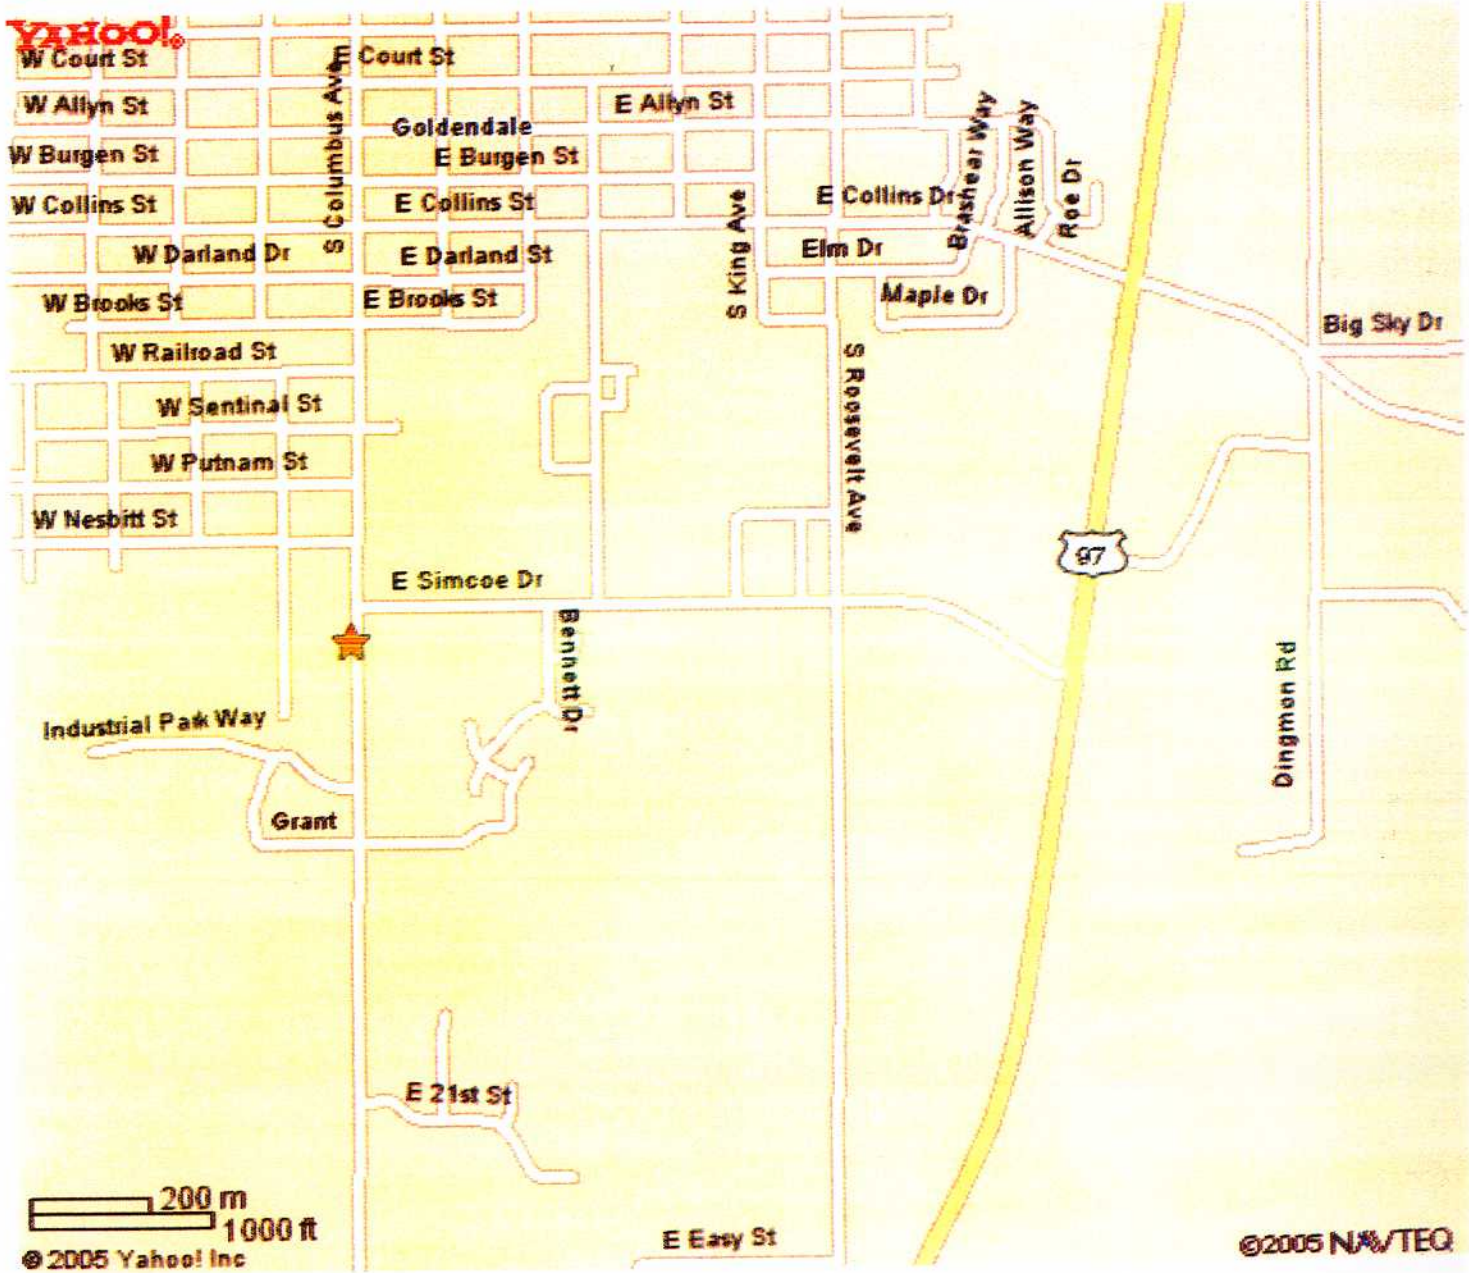 YAHOO!
W Court St
E Court St
W Allyn St
E Allyn St
S Columbus Ave
Goldendale
W Burgen St
E Burgen St
Brashear Way
Allison Way
Roe Dr
W Collins St
E Collins St
S King Ave
E Collins Dr
W Darland Dr
E Darland St
Elm Dr
W Brooks St
E Brooks St
Maple Dr
Big Sky Dr
W Railroad St
S Roosevelt Ave
W Sentinal St
W Putnam St
W Nesbitt St
97
E Simcoe Dr
Bennett Dr
Dingmon Rd
Industrial Park Way
Grant
E 21st St
200 m
1000 ft
E Easy St
© 2005 Yahoo! Inc
©2005 NAVTEQ